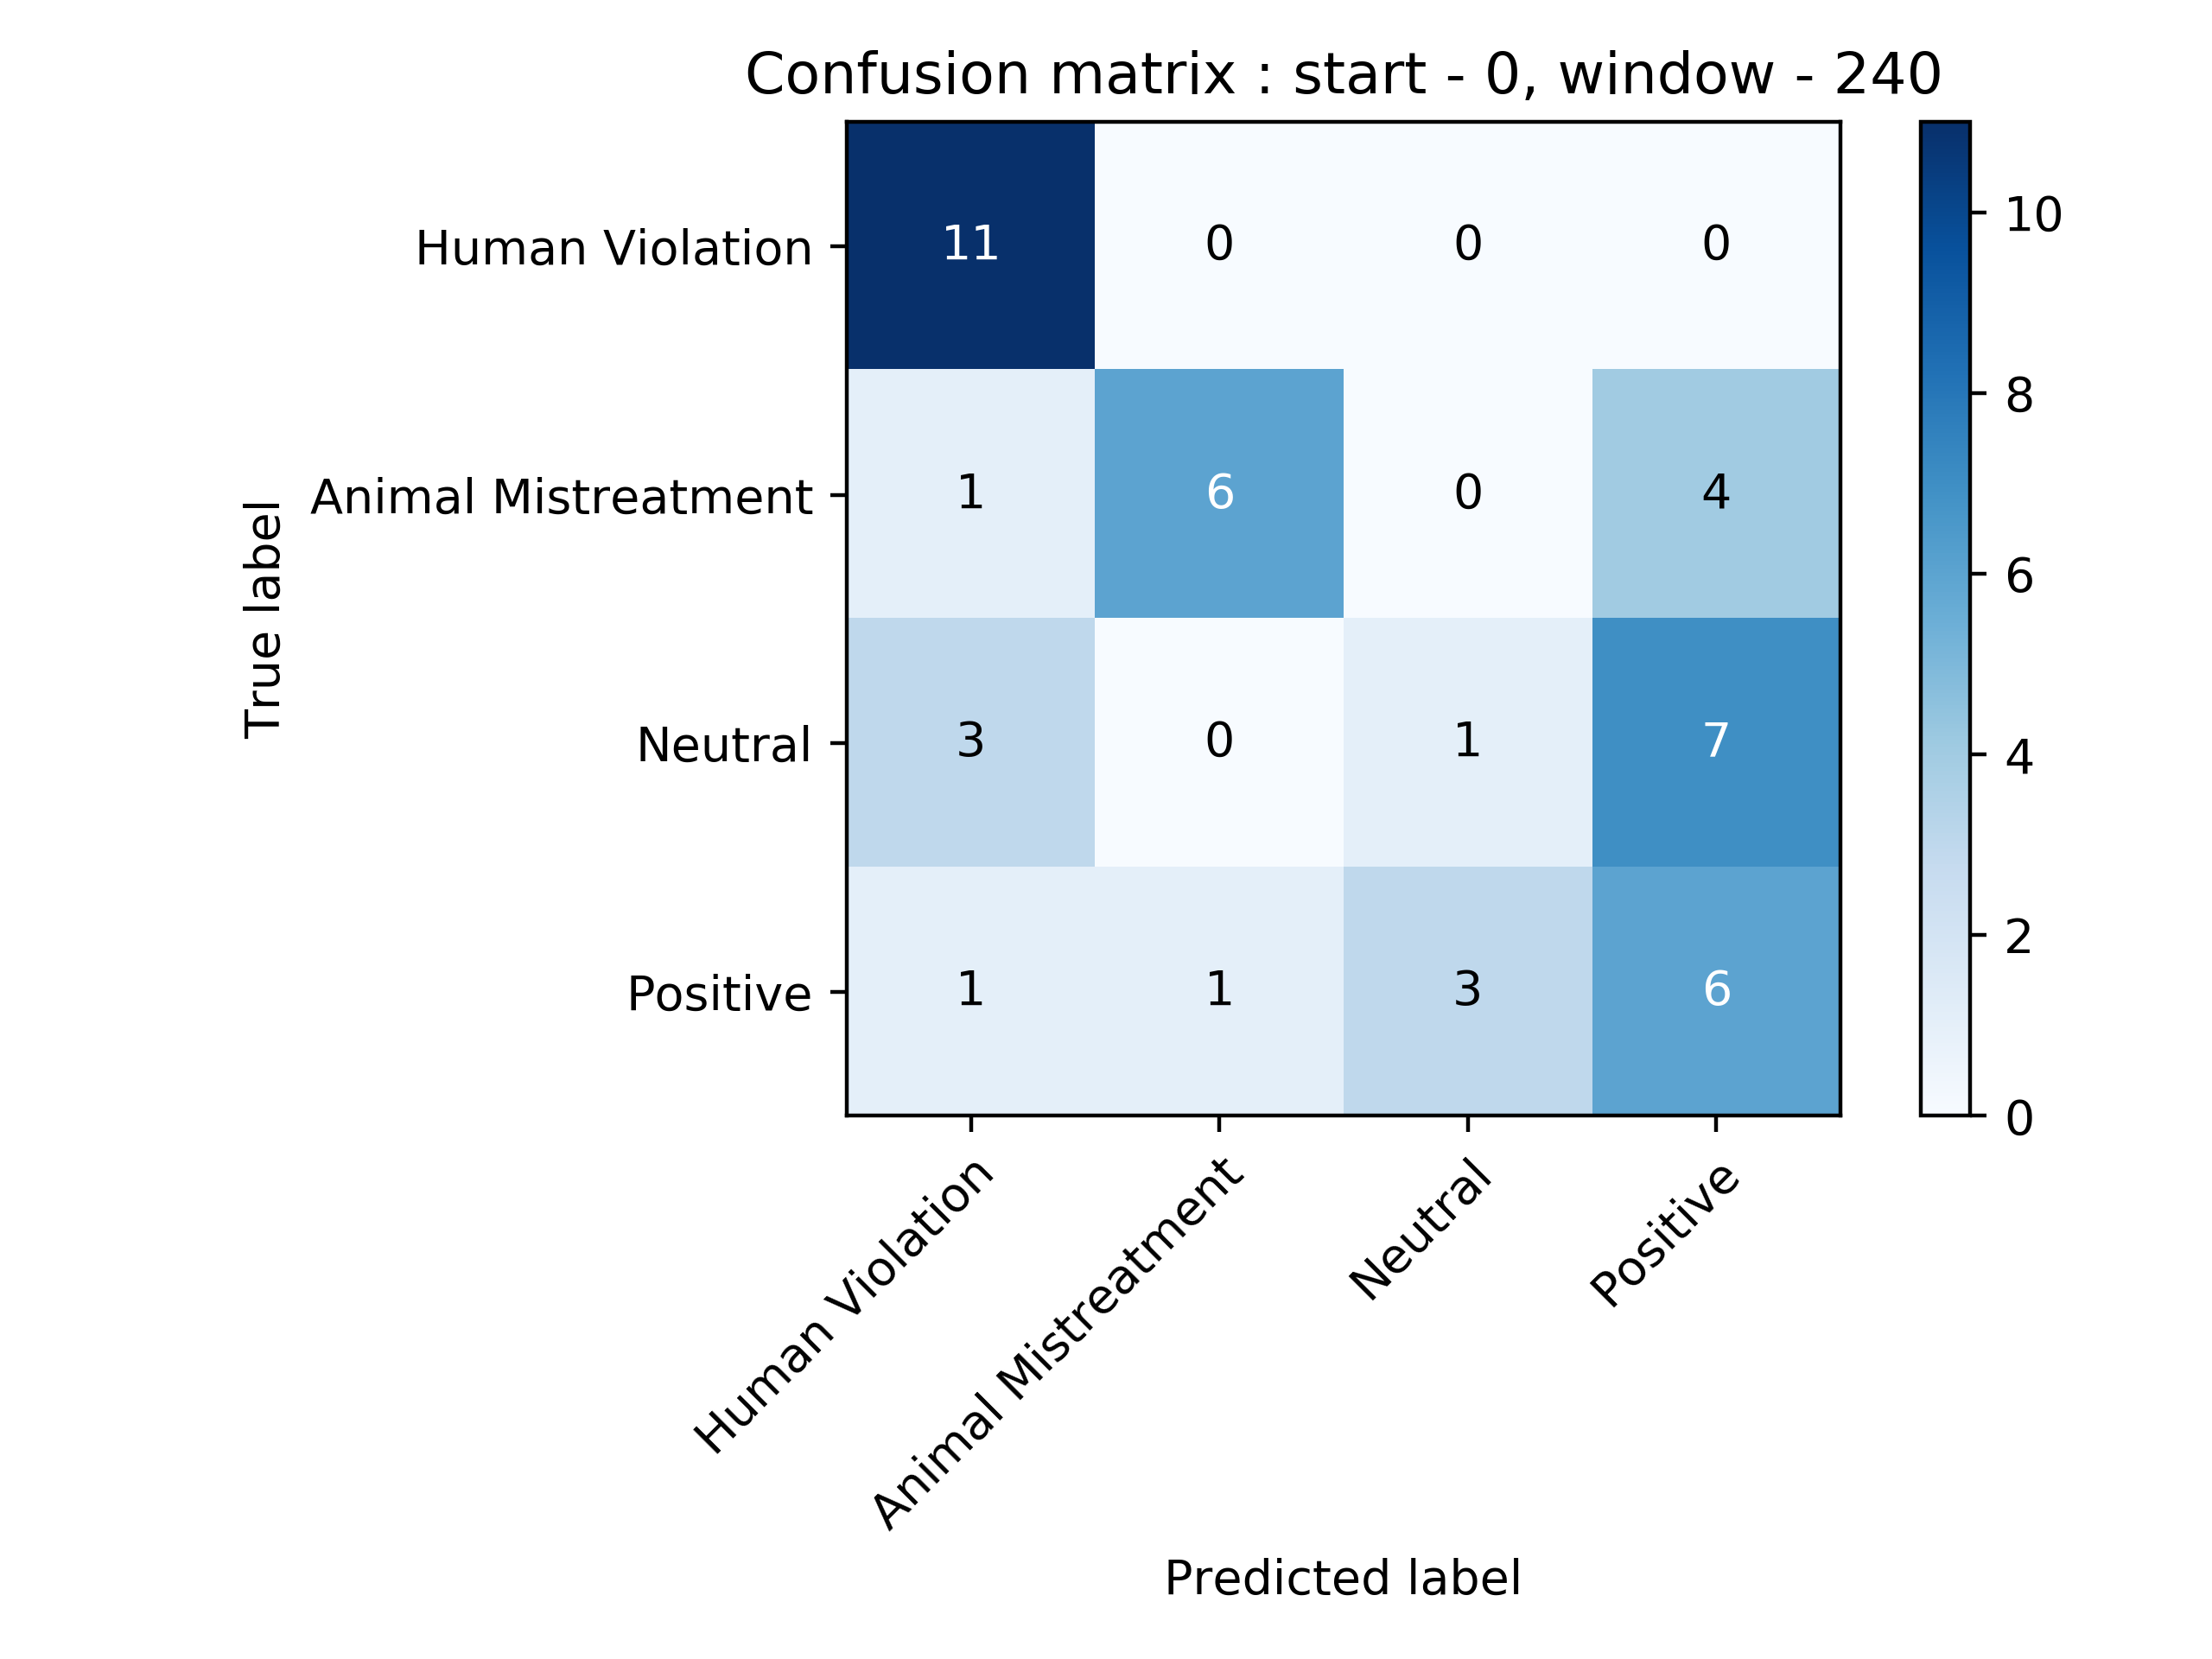 Confusion matrix : start - 0, window - 240
Human Violation 11 0 0 0
Animal Mistreatment 1 6 0 4
Neutral 3 0 1 7
Positive 1 1 3 6
True label
Human Violation
Animal Mistreatment
Neutral
Positive
Predicted label
10
8
6
4
2
0